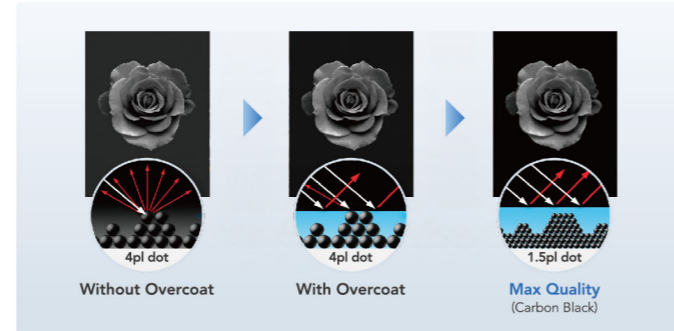 4pl dot
4pl dot
1.5pl dot
Without Overcoat
With Overcoat
Max Quality
(Carbon Black)